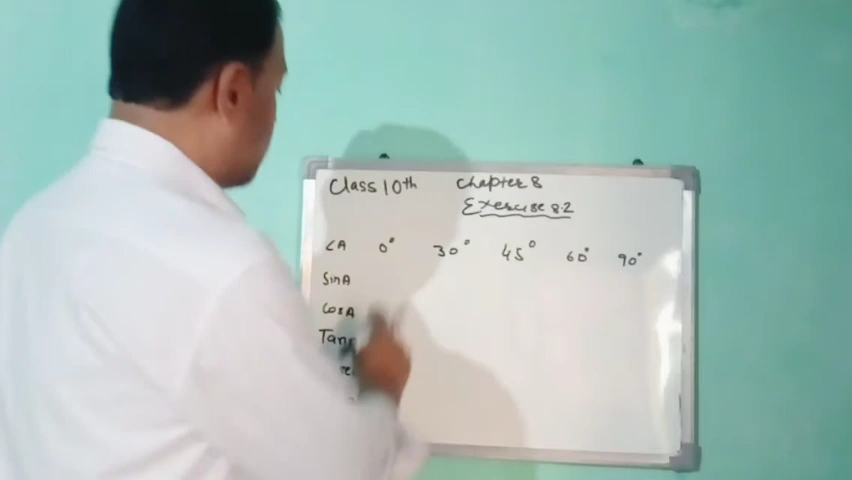 Class 10th Chapter 8
Exercise 8.2
∠A 0° 30° 45° 60° 90°
SinA
CosA
Tan